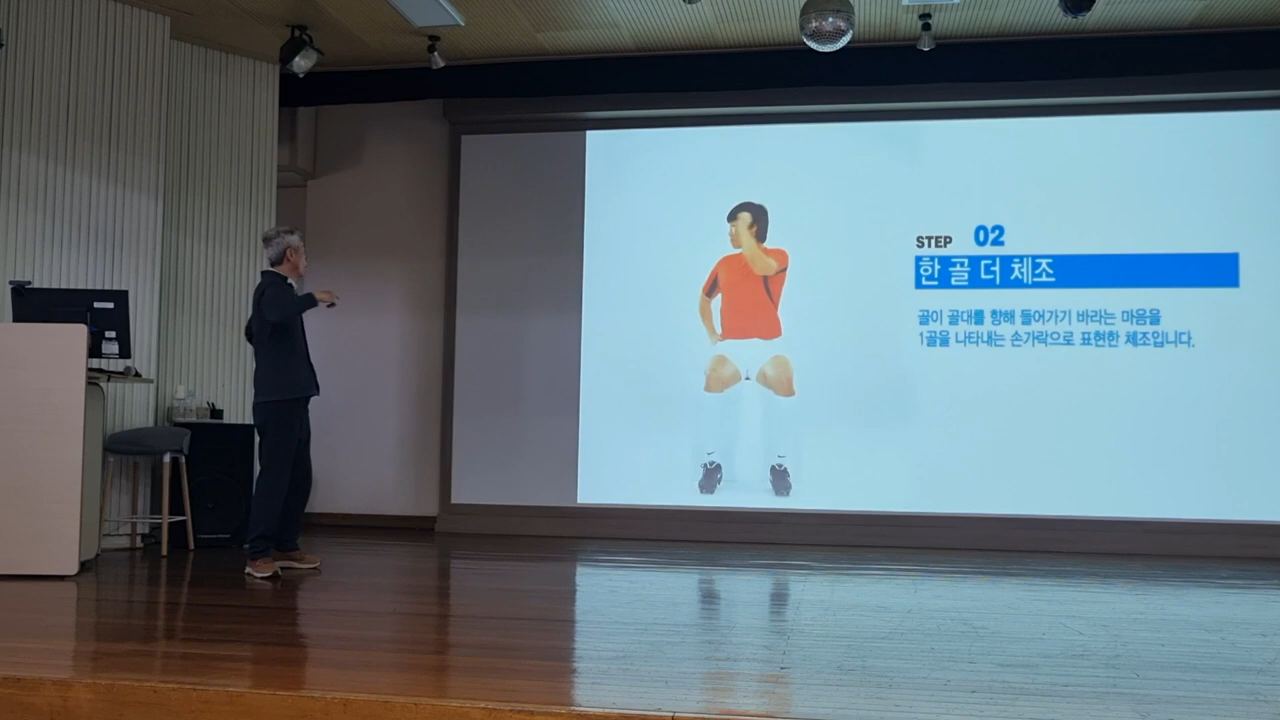 STEP 02
한 골 더 체조
골이 골대를 향해 들어가기 바라는 마음을
1골을 나타내는 손가락으로 표현한 체조입니다.